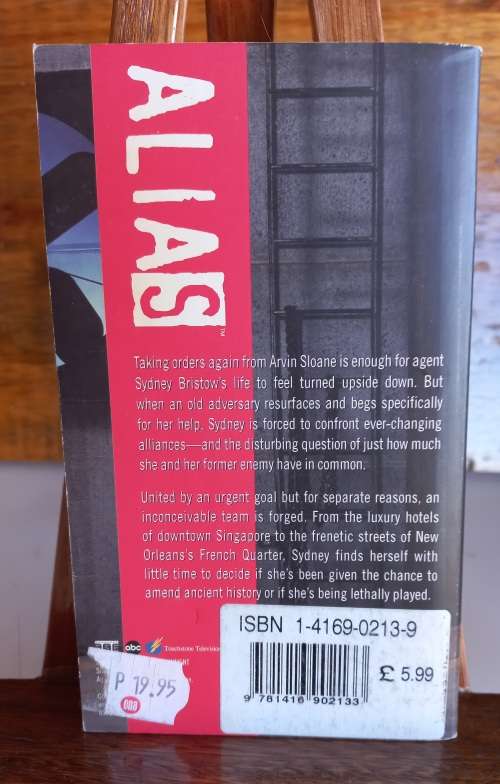 ALIAS™
Taking orders again from Arvin Sloane is enough for agent
Sydney Bristow's life to feel turned upside down. But
when an old adversary resurfaces and begs specifically
for her help, Sydney is forced to confront ever-changing
alliances—and the disturbing question of just how much
she and her former enemy have in common.
United by an urgent goal but for separate reasons, an
inconceivable team is forged. From the luxury hotels
of downtown Singapore to the frenetic streets of New
Orleans's French Quarter, Sydney finds herself with
little time to decide if she's been given the chance to
amend ancient history or if she's being lethally played.
abc Touchstone Television
P 19.95
ISBN 1-4169-0213-9
£ 5.99
9 781416 902133